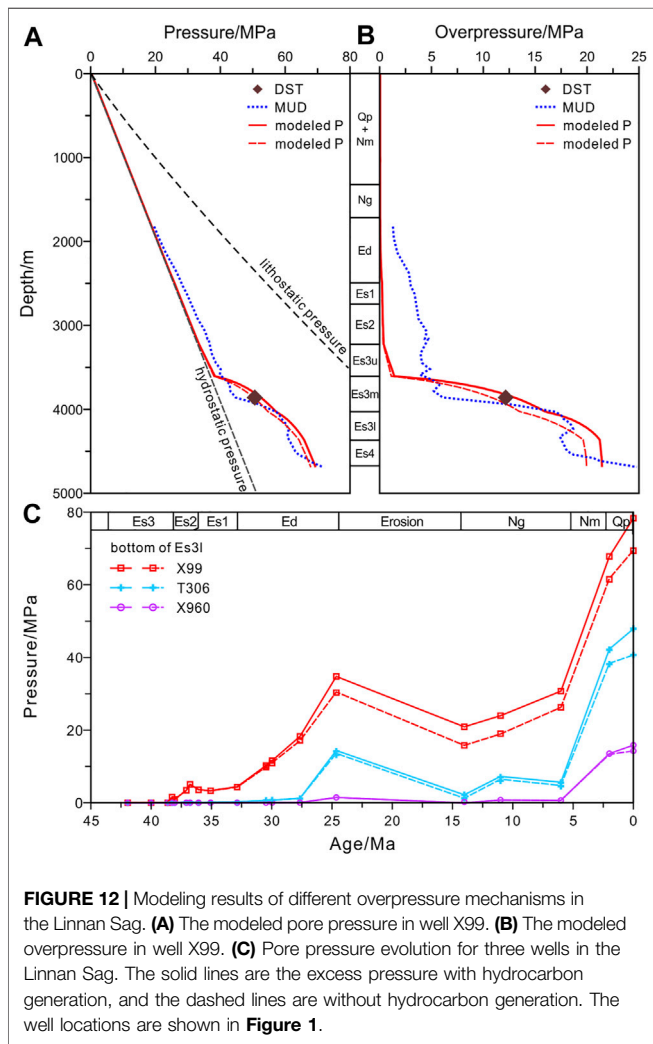 A
Pressure/MPa
0 20 40 60 80
B
Overpressure/MPa
0 5 10 15 20 25
DST
MUD
modeled P
modeled P
DST
MUD
modeled P
modeled P
Depth/m
0
1000
2000
3000
4000
5000
lithostatic pressure
hydrostatic pressure
Qp
+
Nm
Ng
Ed
Es1
Es2
Es3u
Es3m
Es3l
Es4
C
Es3 Es2 Es1 Ed Erosion Ng Nm Qp
bottom of Es3l
X99
T306
X960
Pressure/MPa
80
60
40
20
0
45 40 35 30 25 20 15 10 5 0
Age/Ma
FIGURE 12 | Modeling results of different overpressure mechanisms in
the Linnan Sag. (A) The modeled pore pressure in well X99. (B) The modeled
overpressure in well X99. (C) Pore pressure evolution for three wells in the
Linnan Sag. The solid lines are the excess pressure with hydrocarbon
generation, and the dashed lines are without hydrocarbon generation. The
well locations are shown in Figure 1.